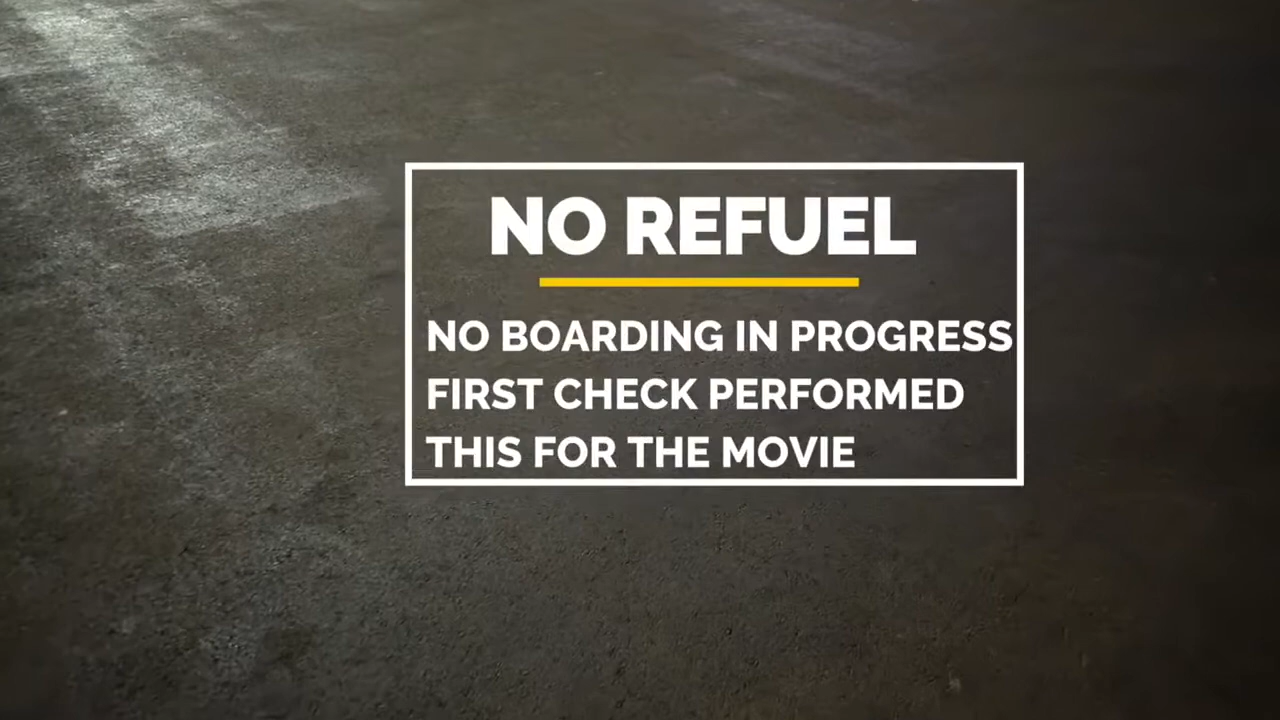 NO REFUEL
NO BOARDING IN PROGRESS
FIRST CHECK PERFORMED
THIS FOR THE MOVIE